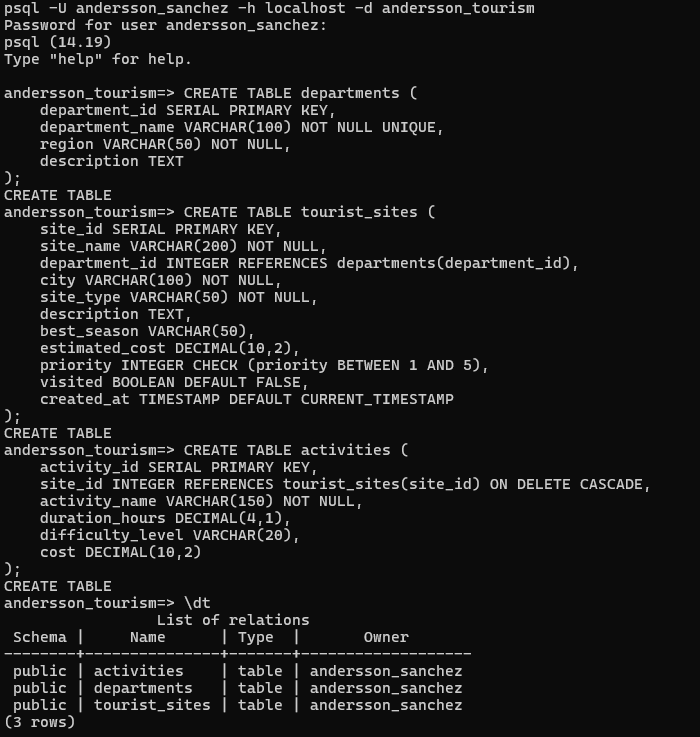 psql -U andersson_sanchez -h localhost -d andersson_tourism
Password for user andersson_sanchez:
psql (14.19)
Type "help" for help.

andersson_tourism=> CREATE TABLE departments (
    department_id SERIAL PRIMARY KEY,
    department_name VARCHAR(100) NOT NULL UNIQUE,
    region VARCHAR(50) NOT NULL,
    description TEXT
);
CREATE TABLE
andersson_tourism=> CREATE TABLE tourist_sites (
    site_id SERIAL PRIMARY KEY,
    site_name VARCHAR(200) NOT NULL,
    department_id INTEGER REFERENCES departments(department_id),
    city VARCHAR(100) NOT NULL,
    site_type VARCHAR(50) NOT NULL,
    description TEXT,
    best_season VARCHAR(50),
    estimated_cost DECIMAL(10,2),
    priority INTEGER CHECK (priority BETWEEN 1 AND 5),
    visited BOOLEAN DEFAULT FALSE,
    created_at TIMESTAMP DEFAULT CURRENT_TIMESTAMP
);
CREATE TABLE
andersson_tourism=> CREATE TABLE activities (
    activity_id SERIAL PRIMARY KEY,
    site_id INTEGER REFERENCES tourist_sites(site_id) ON DELETE CASCADE,
    activity_name VARCHAR(150) NOT NULL,
    duration_hours DECIMAL(4,1),
    difficulty_level VARCHAR(20),
    cost DECIMAL(10,2)
);
CREATE TABLE
andersson_tourism=> \dt
                 List of relations
 Schema |     Name      | Type  |       Owner
--------+---------------+-------+-------------------
 public | activities    | table | andersson_sanchez
 public | departments   | table | andersson_sanchez
 public | tourist_sites | table | andersson_sanchez
(3 rows)